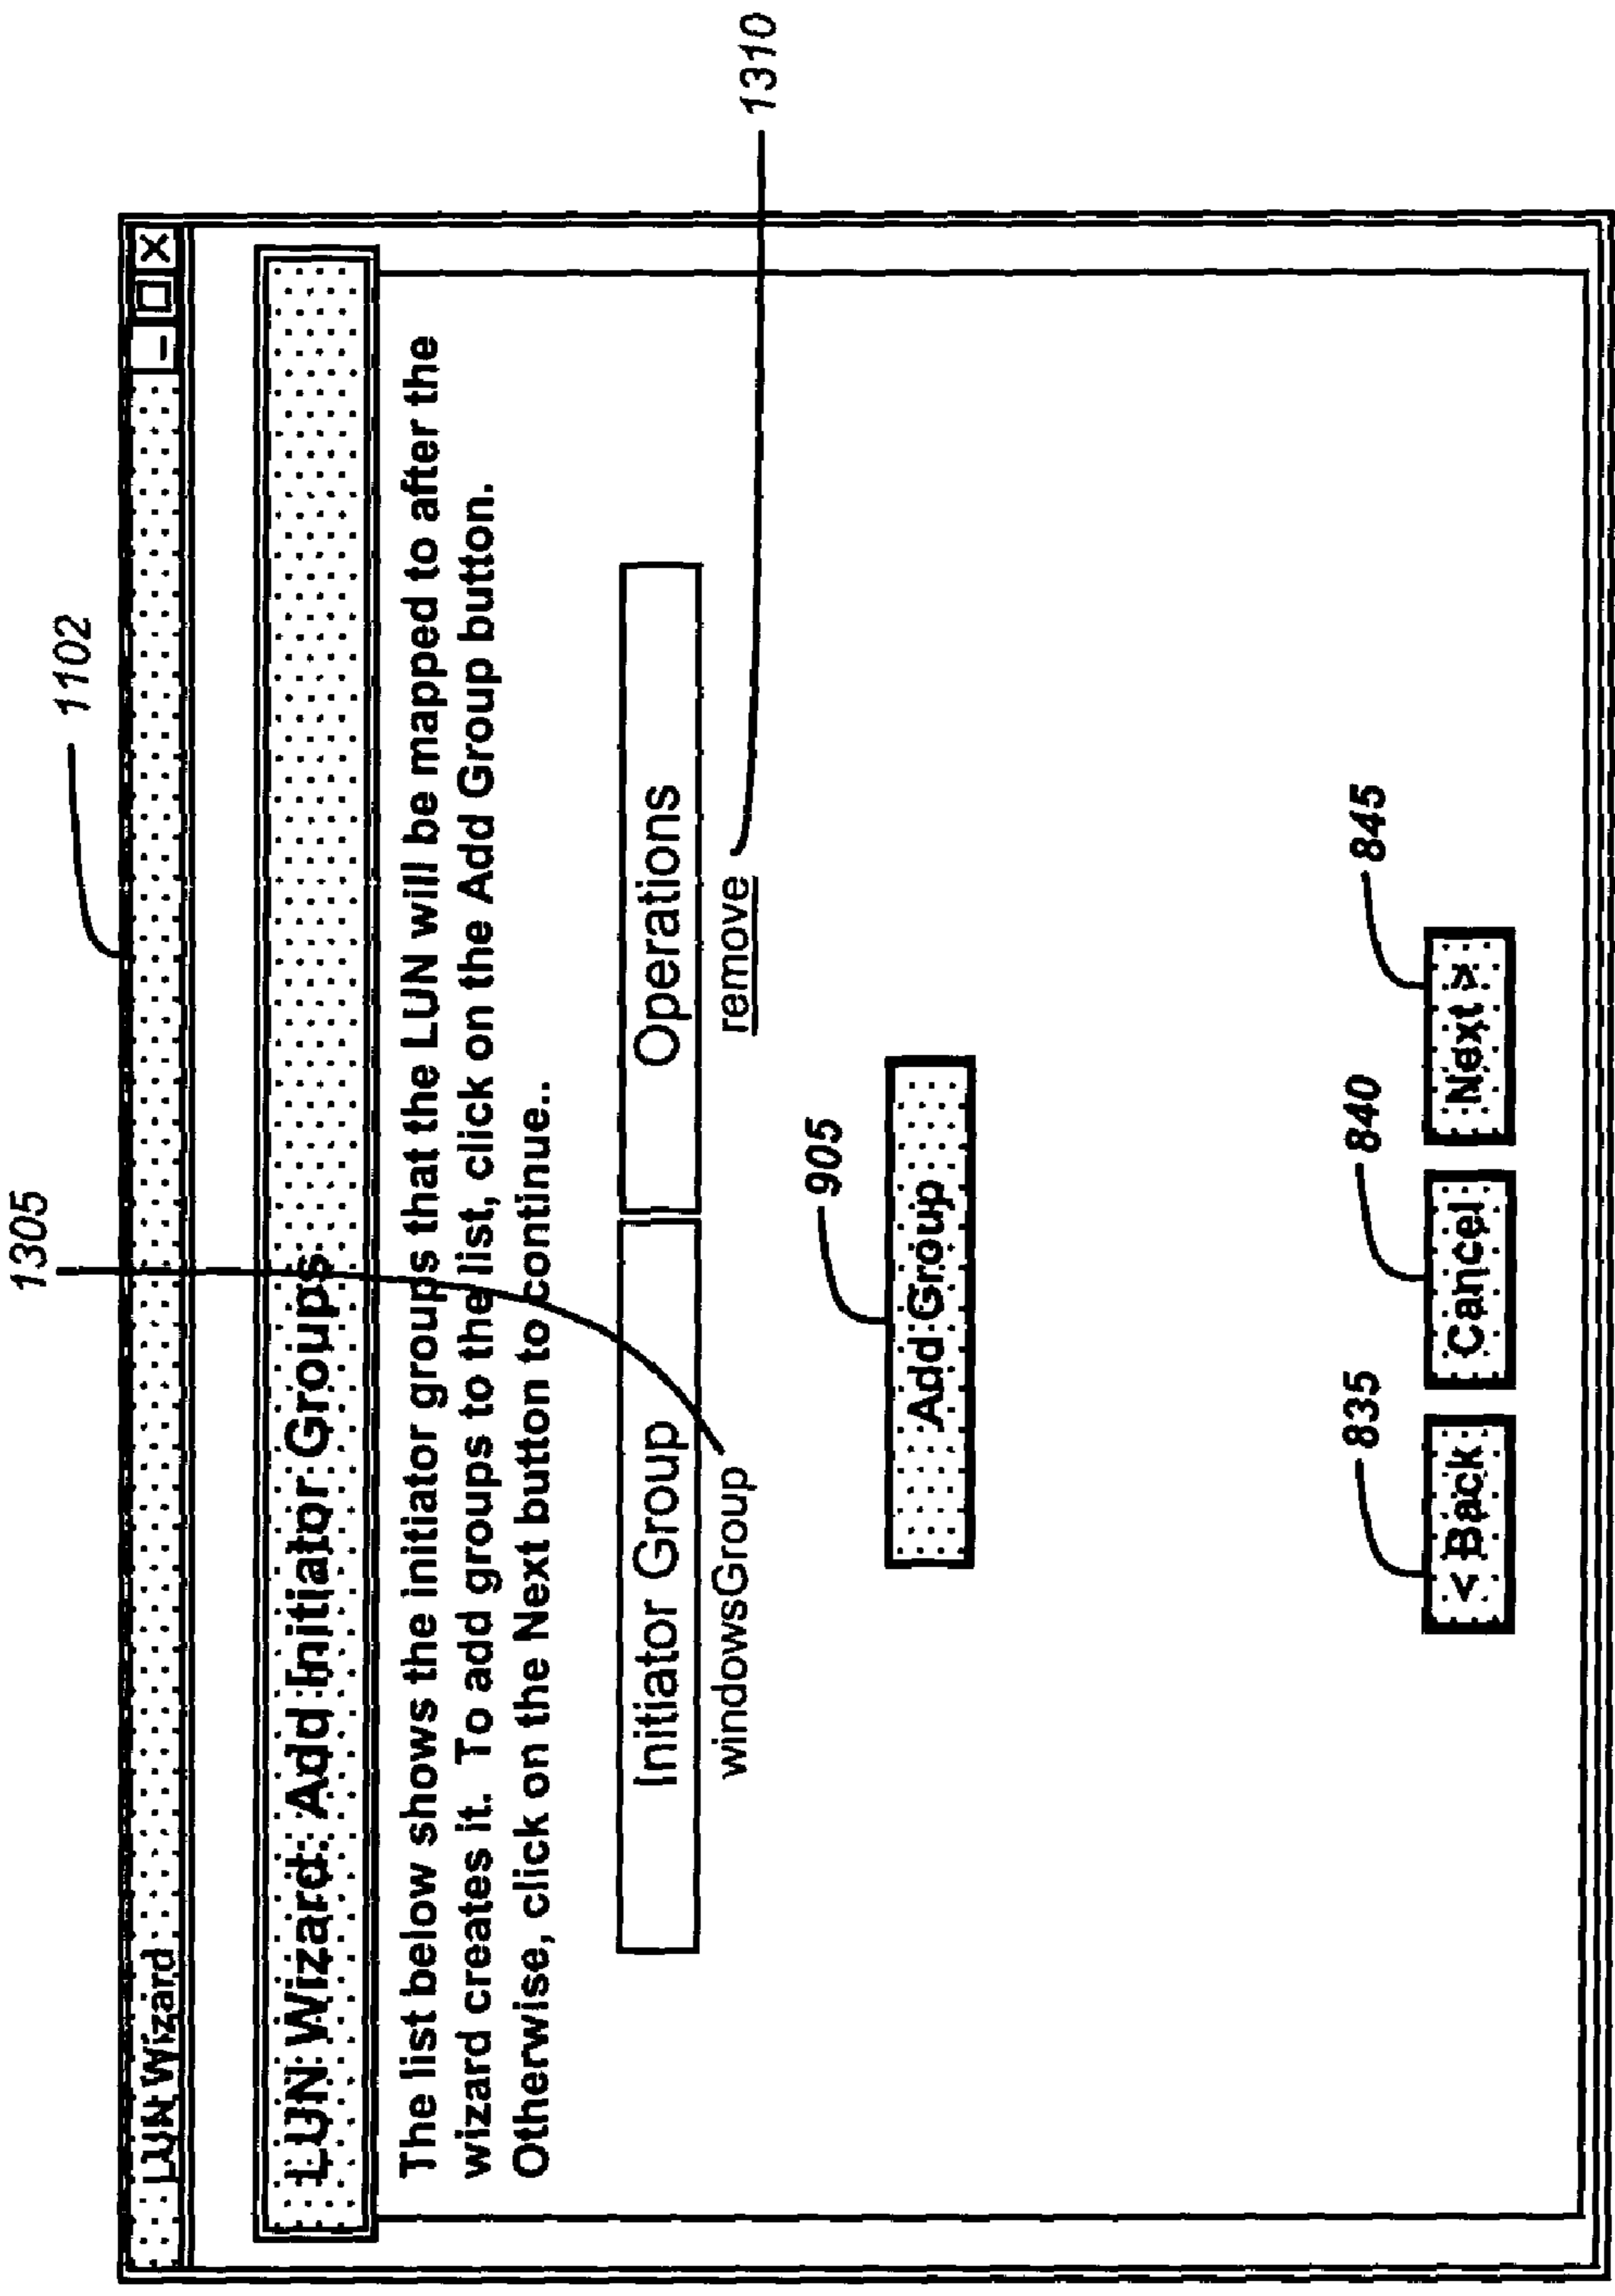 1305
1102
LUN Wizard
LUN Wizard: Add Initiator Groups
The list below shows the initiator groups that the LUN will be mapped to after the
wizard creates it. To add groups to the list, click on the Add Group button.
Otherwise, click on the Next button to continue..
Initiator Group Operations
windowsGroup remove
1310
905
Add Group
835 840 845
< Back Cancel Next >